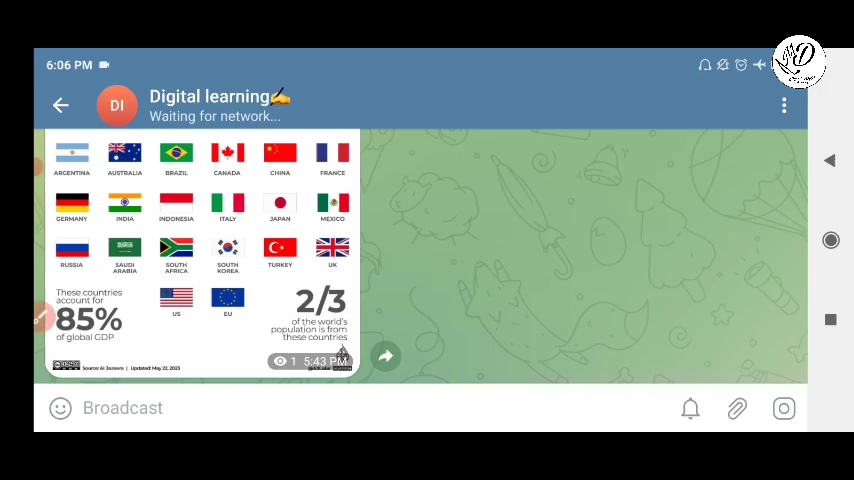 6:06 PM
DI
Digital learning✍
Waiting for network...
ARGENTINA AUSTRALIA BRAZIL CANADA CHINA FRANCE
GERMANY INDIA INDONESIA ITALY JAPAN MEXICO
RUSSIA SAUDI ARABIA SOUTH AFRICA SOUTH KOREA TURKEY UK
US EU
These countries
account for
85%
of global GDP
2/3
of the world's
population is from
these countries
Source: Al Jazeera | Updated: May 22, 2023
1 5:43 PM
Broadcast